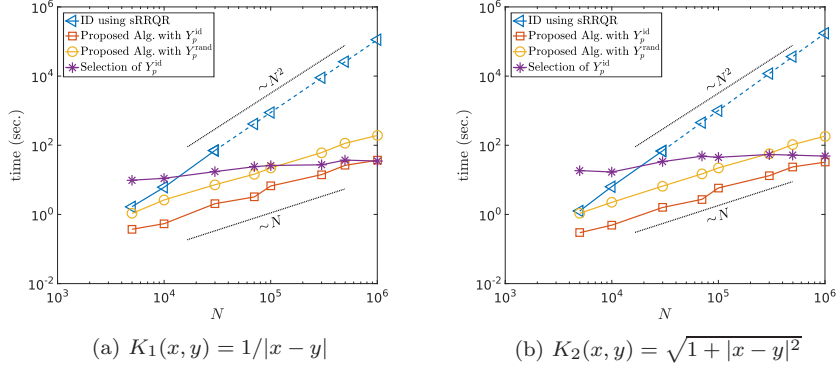 10^6
10^4
10^2
10^0
10^-2
time (sec.)
ID using sRRQR
Proposed Alg. with Y_p^id
Proposed Alg. with Y_p^rand
Selection of Y_p^id
~N^2
~N
10^3
10^4
10^5
10^6
N
(a) K_1(x, y) = 1/|x − y|
10^6
10^4
10^2
10^0
10^-2
time (sec.)
ID using sRRQR
Proposed Alg. with Y_p^id
Proposed Alg. with Y_p^rand
Selection of Y_p^id
~N^2
~N
10^3
10^4
10^5
10^6
N
(b) K_2(x, y) = √(1 + |x − y|^2)